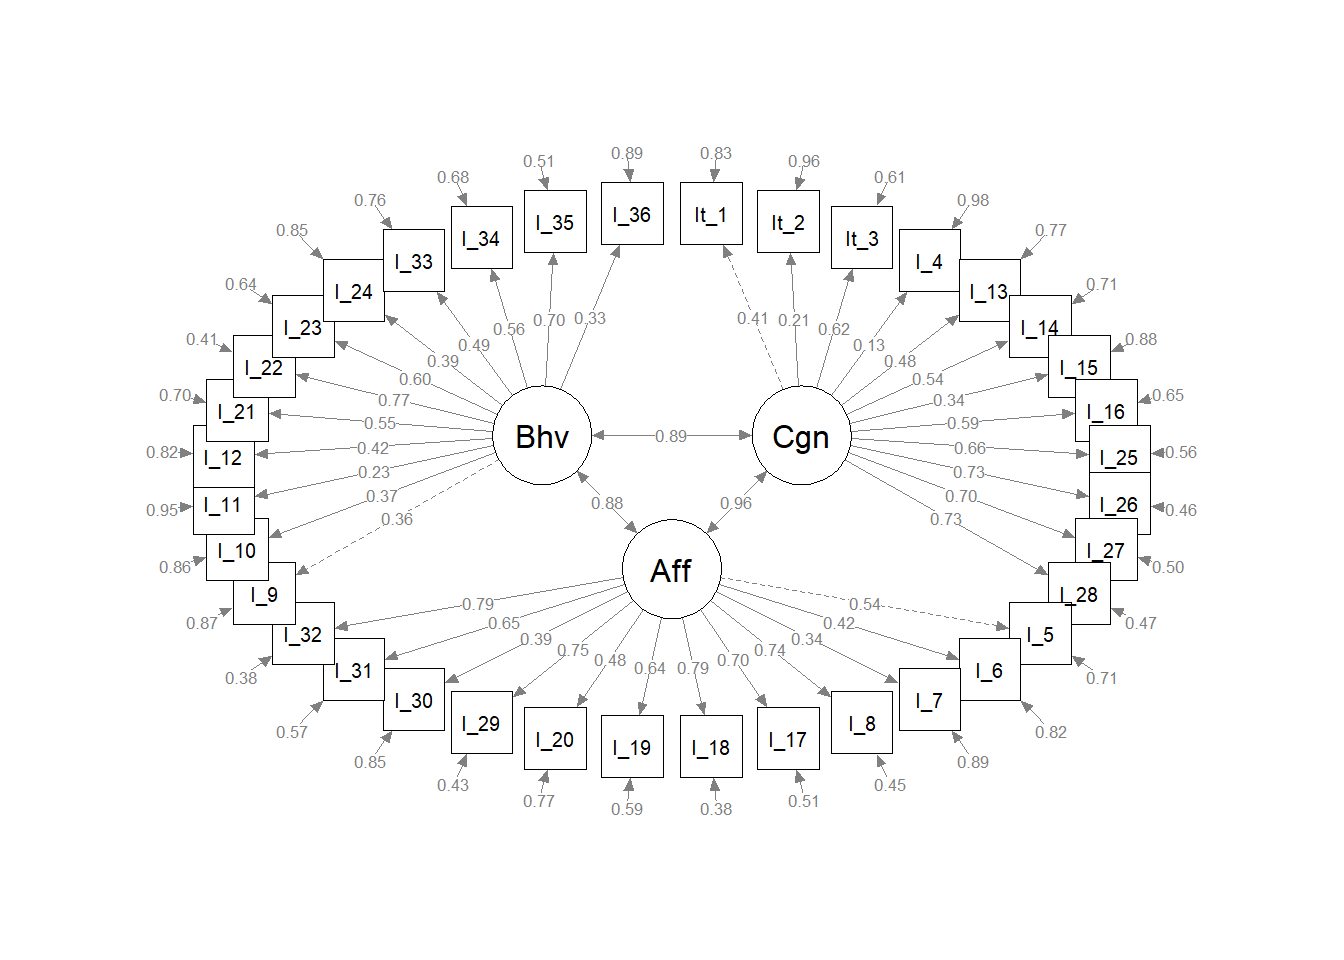 0.89 0.83
0.51 0.96
0.68 0.61
0.76 0.98
0.85 0.77
0.64 0.71
0.41 0.88
0.70 0.65
0.82 0.56
0.95 0.46
0.86 0.50
0.87 0.47
0.38 0.71
0.57 0.82
0.85 0.89
0.43 0.45
0.77 0.51
0.59 0.38
I_36 It_1
I_35 It_2
I_34 It_3
I_33 I_4
I_24 I_13
I_23 I_14
I_22 I_15
I_21 I_16
I_12 I_25
I_11 I_26
I_10 I_27
I_9 I_28
I_32 I_5
I_31 I_6
I_30 I_7
I_29 I_8
I_20 I_17
I_19 I_18
0.33 0.41
0.70 0.21
0.56 0.62
0.49 0.13
0.39 0.48
0.60 0.54
0.77 0.34
0.55 0.59
0.42 0.66
0.23 0.73
0.37 0.70
0.36 0.73
Bhv 0.89 Cgn
0.88 0.96
Aff
0.79 0.54
0.65 0.42
0.39 0.34
0.75 0.74
0.48 0.70
0.64 0.79